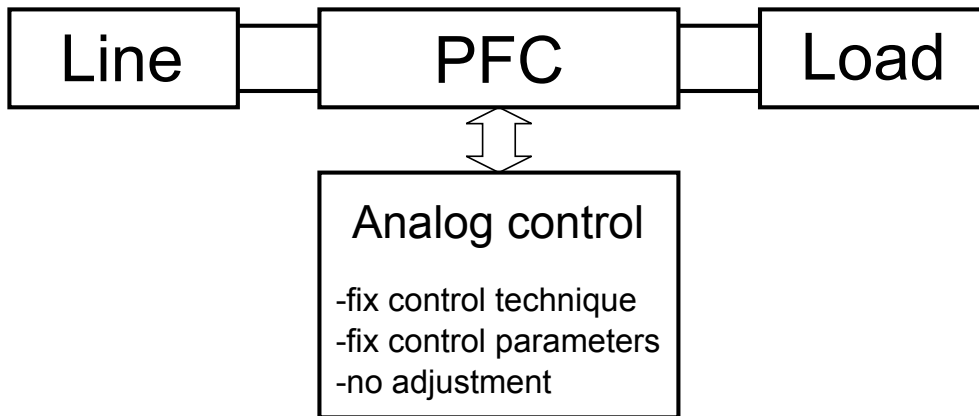 Line
PFC
Load
Analog control
-fix control technique
-fix control parameters
-no adjustment